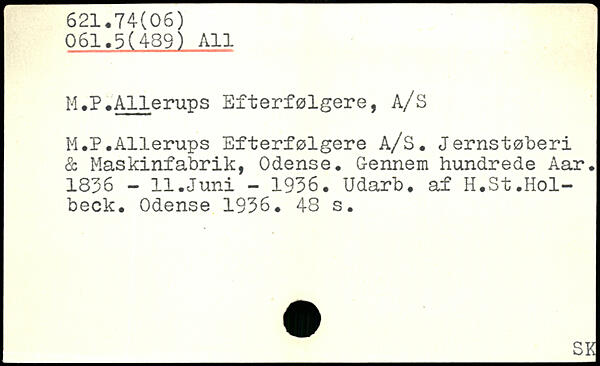 621.74(06)
061.5(489) All
M.P.Allerups Efterfølgere, A/S
M.P.Allerups Efterfølgere A/S. Jernstøberi
& Maskinfabrik, Odense. Gennem hundrede Aar.
1836 - 11.Juni - 1936. Udarb. af H.St.Hol-
beck. Odense 1936. 48 s.
SK